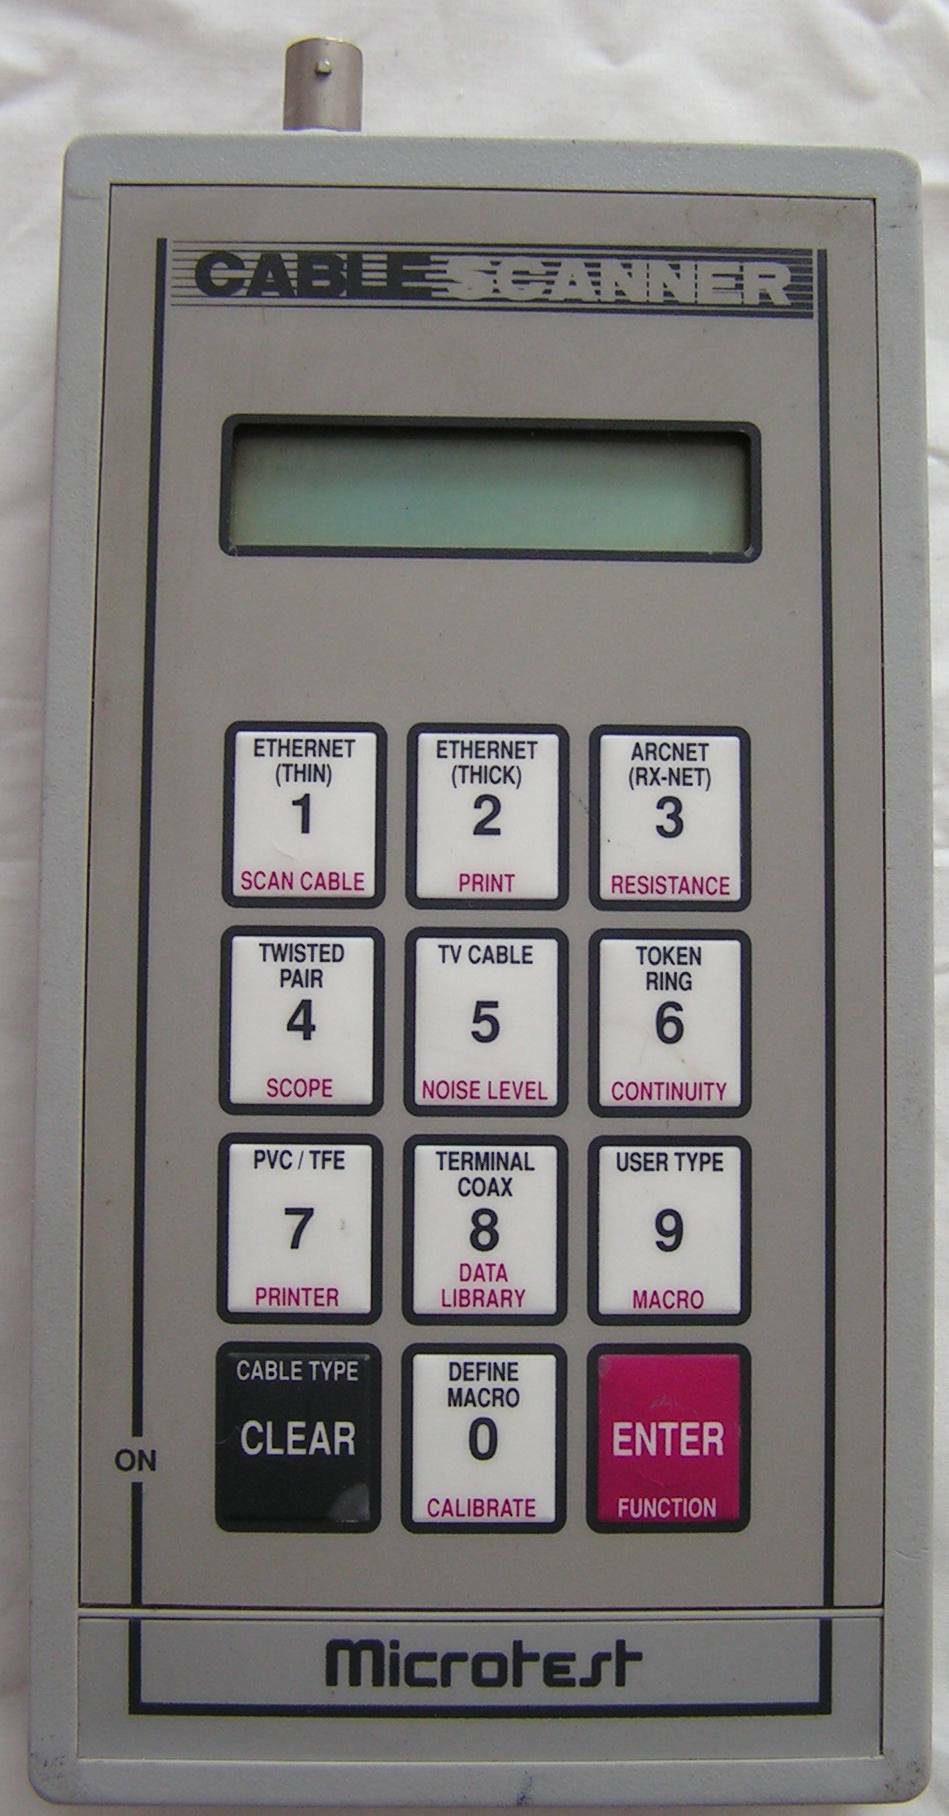 CABLE SCANNER
ETHERNET
(THIN)
1
SCAN CABLE
ETHERNET
(THICK)
2
PRINT
ARCNET
(RX-NET)
3
RESISTANCE
TWISTED
PAIR
4
SCOPE
TV CABLE
5
NOISE LEVEL
TOKEN
RING
6
CONTINUITY
PVC / TFE
7
PRINTER
TERMINAL
COAX
8
DATA
LIBRARY
USER TYPE
9
MACRO
CABLE TYPE
CLEAR
DEFINE
MACRO
0
CALIBRATE
ENTER
FUNCTION
ON
Microtest